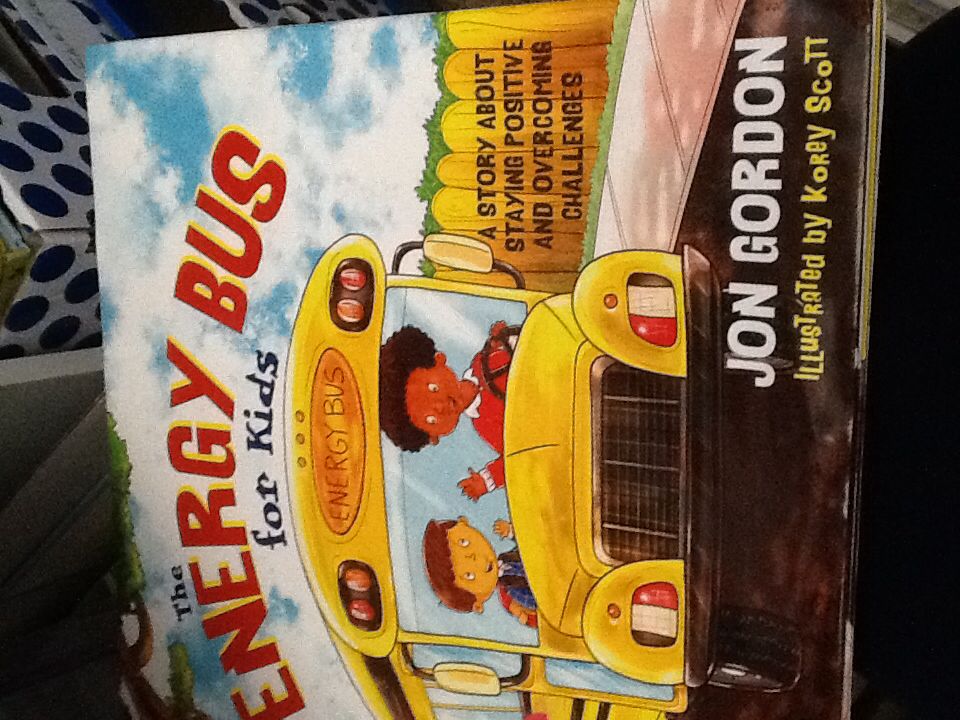 The
ENERGY BUS
for Kids
A STORY ABOUT
STAYING POSITIVE
AND OVERCOMING
CHALLENGES
ENERGY BUS
JON GORDON
ILLUSTRATED by KOREY SCOTT